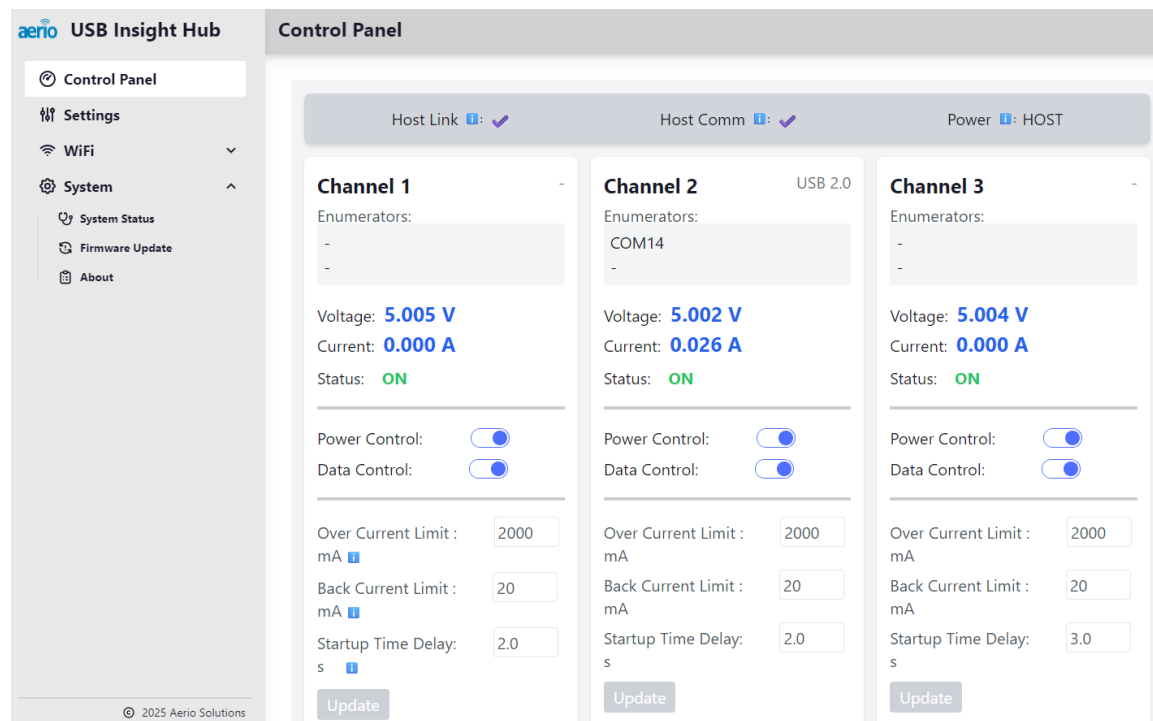 aerio USB Insight Hub
Control Panel
Settings
WiFi
System
System Status
Firmware Update
About
© 2025 Aerio Solutions
Control Panel
Host Link i: ✔
Host Comm i: ✔
Power i: HOST
Channel 1 -
Enumerators:
-
-
Voltage: 5.005 V
Current: 0.000 A
Status: ON
Power Control:
Data Control:
Over Current Limit : 2000
mA i
Back Current Limit : 20
mA i
Startup Time Delay: 2.0
s i
Update
Channel 2 USB 2.0
Enumerators:
COM14
-
Voltage: 5.002 V
Current: 0.026 A
Status: ON
Power Control:
Data Control:
Over Current Limit : 2000
mA
Back Current Limit : 20
mA
Startup Time Delay: 2.0
s
Update
Channel 3 -
Enumerators:
-
-
Voltage: 5.004 V
Current: 0.000 A
Status: ON
Power Control:
Data Control:
Over Current Limit : 2000
mA
Back Current Limit : 20
mA
Startup Time Delay: 3.0
s
Update